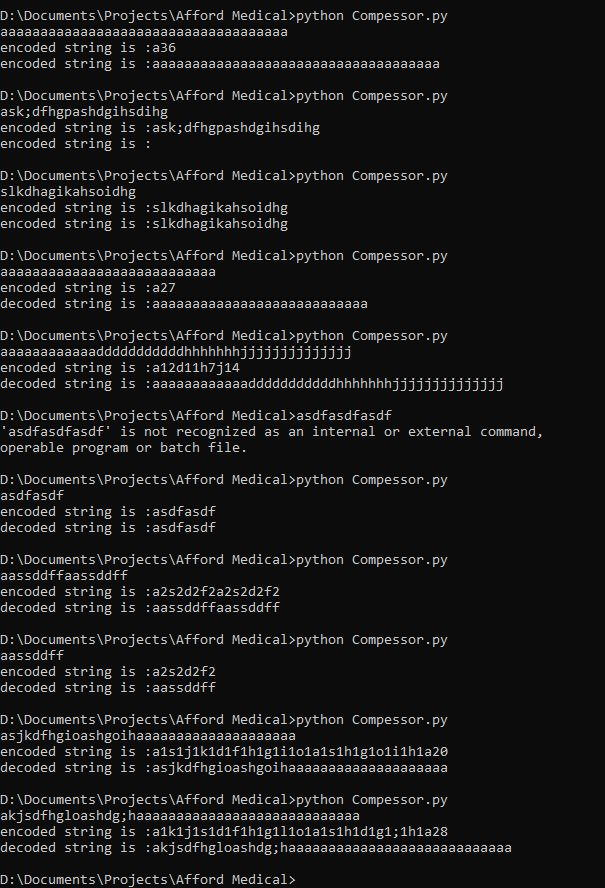 D:\Documents\Projects\Afford Medical>python Compessor.py
aaaaaaaaaaaaaaaaaaaaaaaaaaaaaaaaaaaa
encoded string is :a36
encoded string is :aaaaaaaaaaaaaaaaaaaaaaaaaaaaaaaaaaaa
D:\Documents\Projects\Afford Medical>python Compessor.py
ask;dfhgpashdgihsdihg
encoded string is :ask;dfhgpashdgihsdihg
encoded string is :
D:\Documents\Projects\Afford Medical>python Compessor.py
slkdhagikahsoidhg
encoded string is :slkdhagikahsoidhg
encoded string is :slkdhagikahsoidhg
D:\Documents\Projects\Afford Medical>python Compessor.py
aaaaaaaaaaaaaaaaaaaaaaaaaaa
encoded string is :a27
decoded string is :aaaaaaaaaaaaaaaaaaaaaaaaaaa
D:\Documents\Projects\Afford Medical>python Compessor.py
aaaaaaaaaaaadddddddddddhhhhhhhjjjjjjjjjjjjjj
encoded string is :a12d11h7j14
decoded string is :aaaaaaaaaaaadddddddddddhhhhhhhjjjjjjjjjjjjjj
D:\Documents\Projects\Afford Medical>asdfasdfasdf
'asdfasdfasdf' is not recognized as an internal or external command,
operable program or batch file.
D:\Documents\Projects\Afford Medical>python Compessor.py
asdfasdf
encoded string is :asdfasdf
decoded string is :asdfasdf
D:\Documents\Projects\Afford Medical>python Compessor.py
aassddffaassddff
encoded string is :a2s2d2f2a2s2d2f2
decoded string is :aassddffaassddff
D:\Documents\Projects\Afford Medical>python Compessor.py
aassddff
encoded string is :a2s2d2f2
decoded string is :aassddff
D:\Documents\Projects\Afford Medical>python Compessor.py
asjkdfhgioashgoihaaaaaaaaaaaaaaaaaaaa
encoded string is :a1s1j1k1d1f1h1g1i1o1a1s1h1g1o1i1h1a20
decoded string is :asjkdfhgioashgoihaaaaaaaaaaaaaaaaaaaa
D:\Documents\Projects\Afford Medical>python Compessor.py
akjsdfhgloashdg;haaaaaaaaaaaaaaaaaaaaaaaaaaaa
encoded string is :a1k1j1s1d1f1h1g1l1o1a1s1h1d1g1;1h1a28
decoded string is :akjsdfhgloashdg;haaaaaaaaaaaaaaaaaaaaaaaaaaaa
D:\Documents\Projects\Afford Medical>